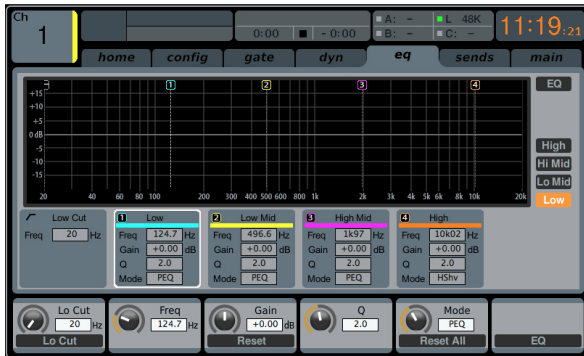 Ch
1
0:00 - 0:00
A: - L 48K
B: - C: -
11:19:21
home config gate dyn eq sends main
1 2 3 4
EQ
+15
+10
+5
0 dB
-5
-10
-15
High
Hi Mid
Lo Mid
Low
20 40 60 80 100 200 300 400 500 600 800 1k 2k 3k 4k 5k 6k 8k 10k 20k
Low Cut
Freq 20 Hz
1 Low
Freq 124.7 Hz
Gain +0.00 dB
Q 2.0
Mode PEQ
2 Low Mid
Freq 496.6 Hz
Gain +0.00 dB
Q 2.0
Mode PEQ
3 High Mid
Freq 1k97 Hz
Gain +0.00 dB
Q 2.0
Mode PEQ
4 High
Freq 10k02 Hz
Gain +0.00 dB
Q 2.0
Mode HShv
Lo Cut
20 Hz
Lo Cut
Freq
124.7 Hz
Gain
+0.00 dB
Reset
Q
2.0
Mode
PEQ
Reset All
EQ